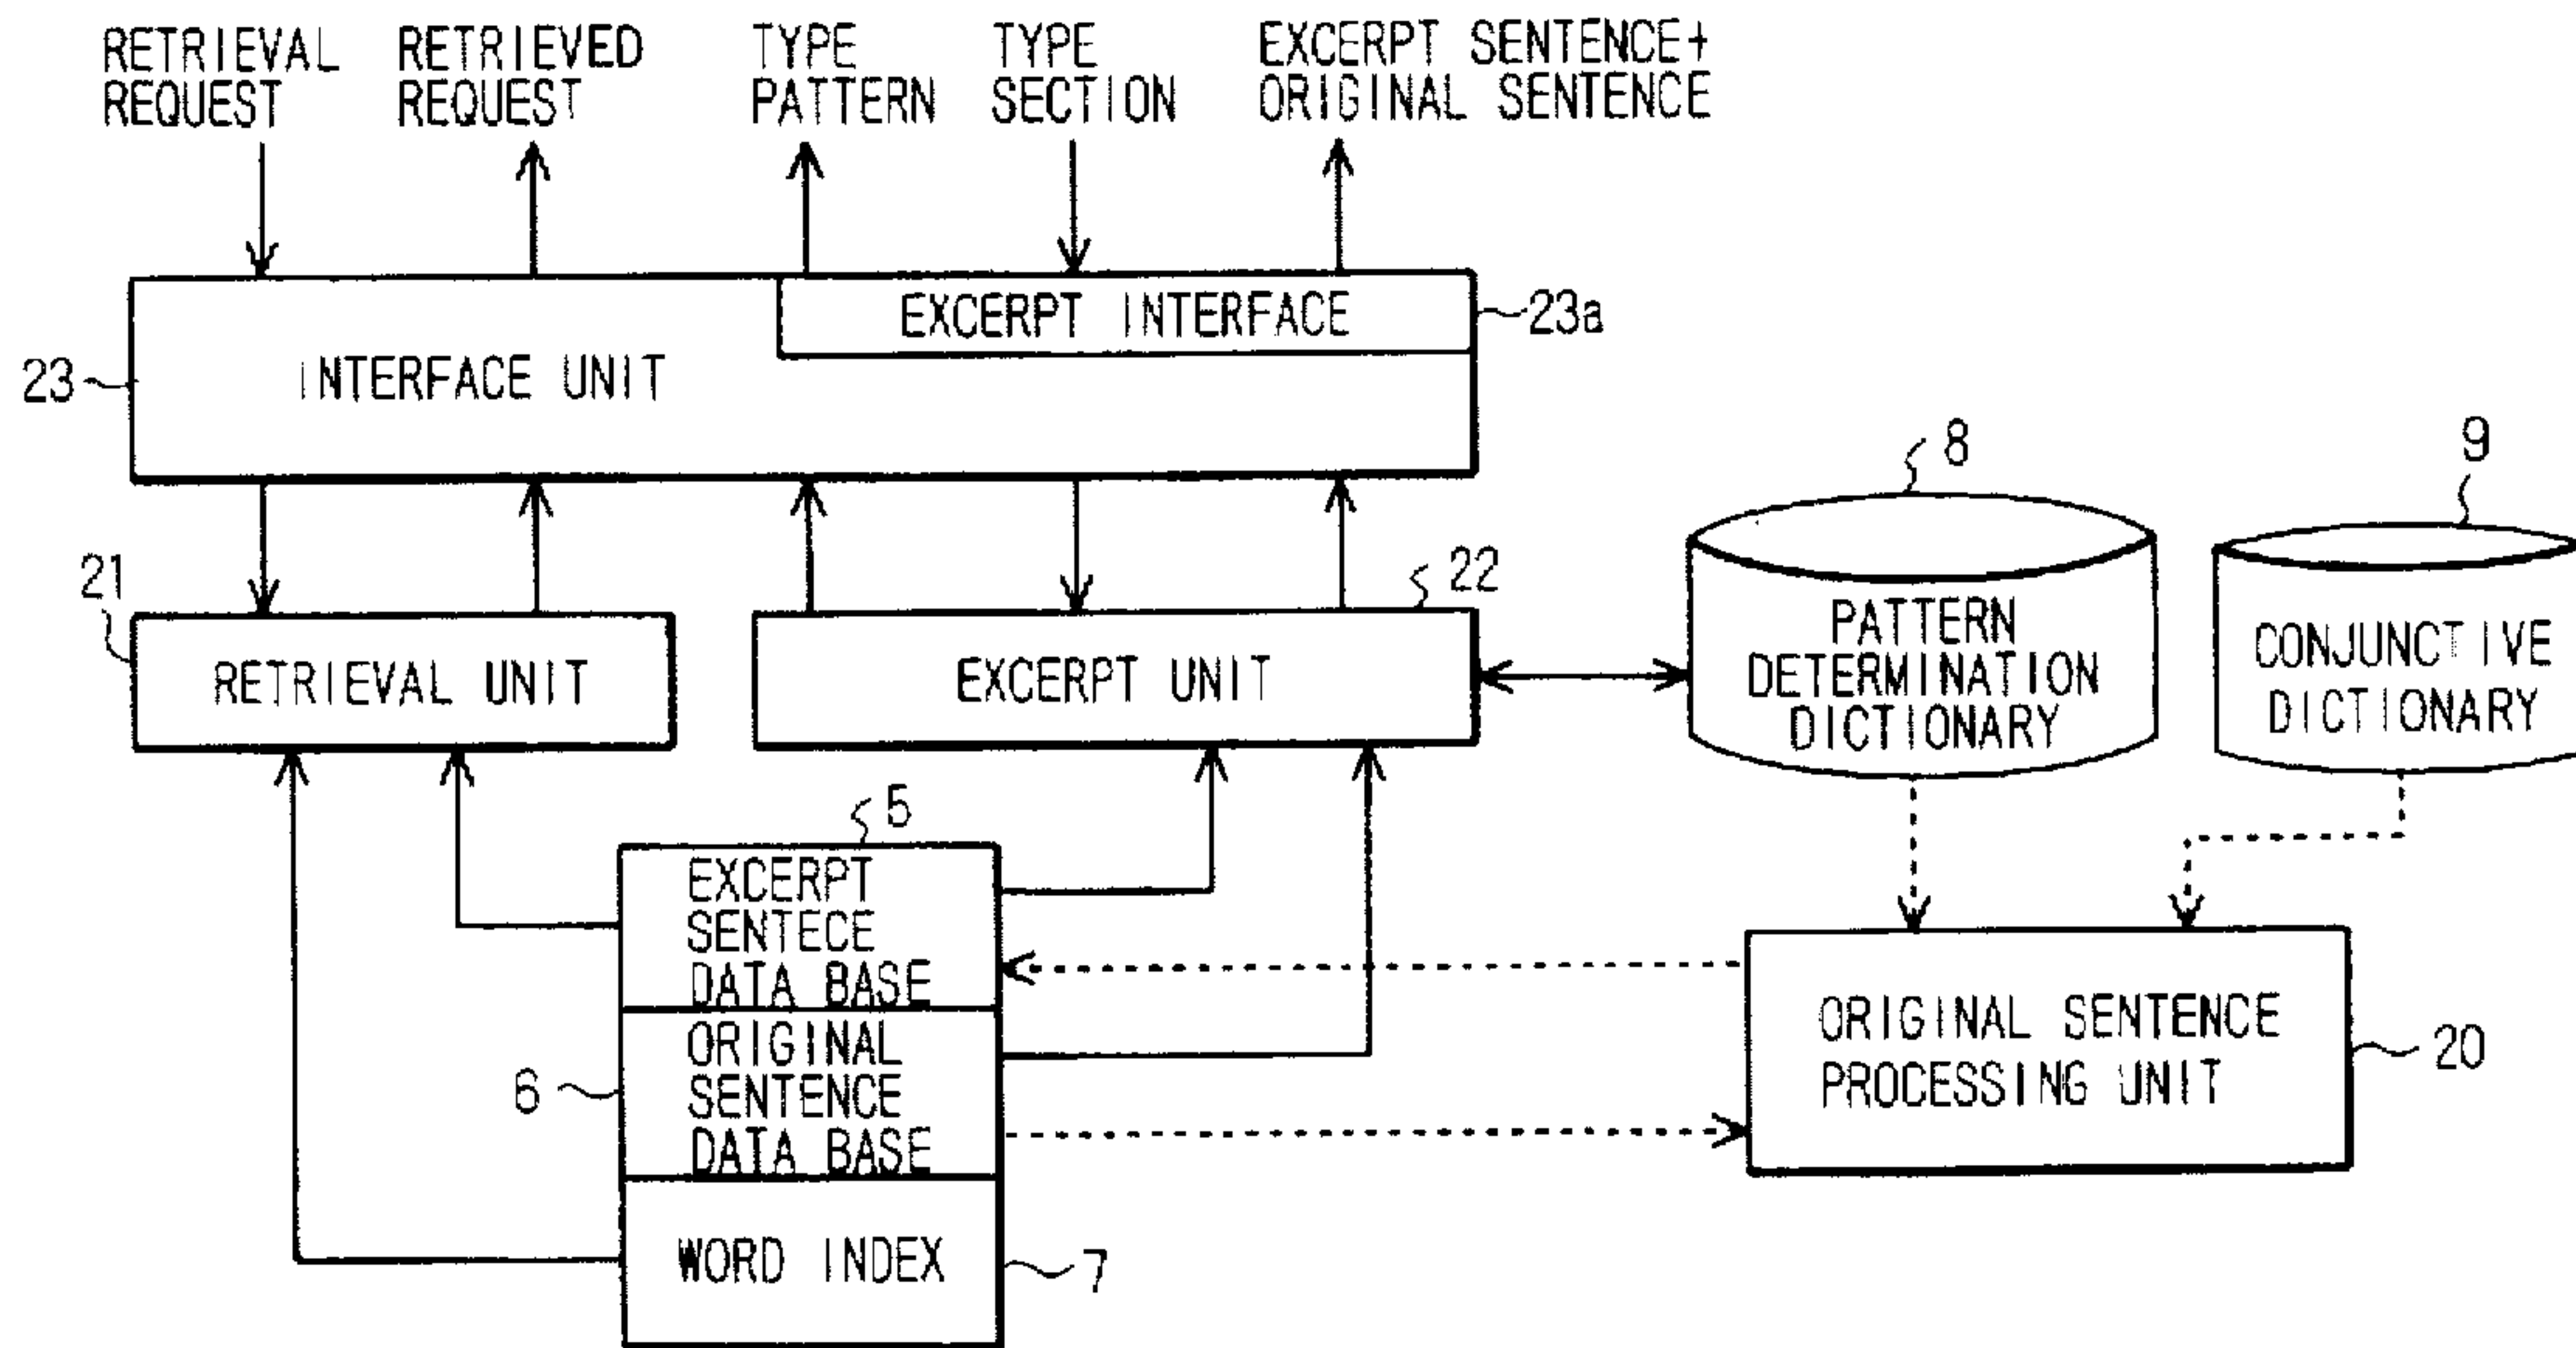 RETRIEVAL
REQUEST
RETRIEVED
REQUEST
TYPE
PATTERN
TYPE
SECTION
EXCERPT SENTENCE+
ORIGINAL SENTENCE
EXCERPT INTERFACE
23a
23
INTERFACE UNIT
8
9
21
22
RETRIEVAL UNIT
EXCERPT UNIT
PATTERN
DETERMINATION
DICTIONARY
CONJUNCTIVE
DICTIONARY
5
EXCERPT
SENTECE
DATA BASE
6
ORIGINAL
SENTENCE
DATA BASE
ORIGINAL SENTENCE
PROCESSING UNIT
20
WORD INDEX
7